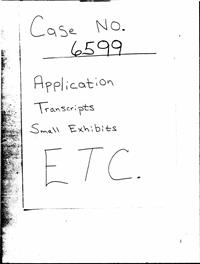 Case No.
6599
Application
Transcripts
Small Exhibits
ETC.